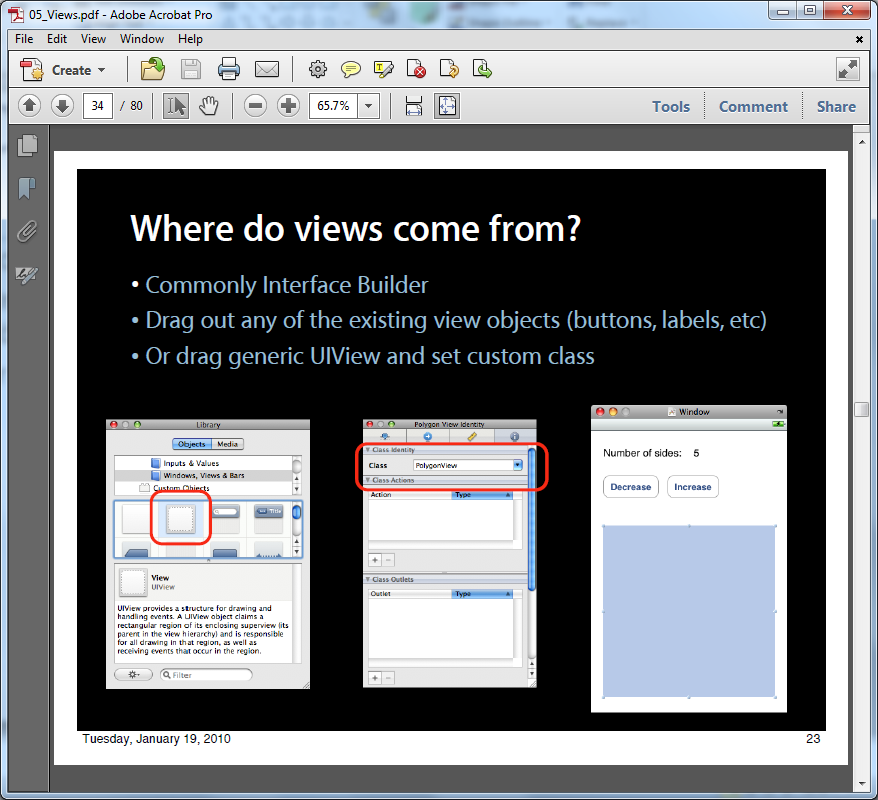 05_Views.pdf - Adobe Acrobat Pro
File Edit View Window Help
Create
34 / 80 65.7% Tools Comment Share
Where do views come from?
• Commonly Interface Builder
• Drag out any of the existing view objects (buttons, labels, etc)
• Or drag generic UIView and set custom class
Library
Objects Media
Inputs & Values
Windows, Views & Bars
Custom Objects
Title
View
UIView
UIView provides a structure for drawing and
handling events. A UIView object claims a
rectangular region of its enclosing superview (its
parent in the view hierarchy) and is responsible
for all drawing in that region, as well as
receiving events that occur in the region.
Filter
Polygon View Identity
Class Identity
Class PolygonView
Class Actions
Action Type
+ −
Class Outlets
Outlet Type
+ −
Window
Number of sides: 5
Decrease Increase
Tuesday, January 19, 2010 23